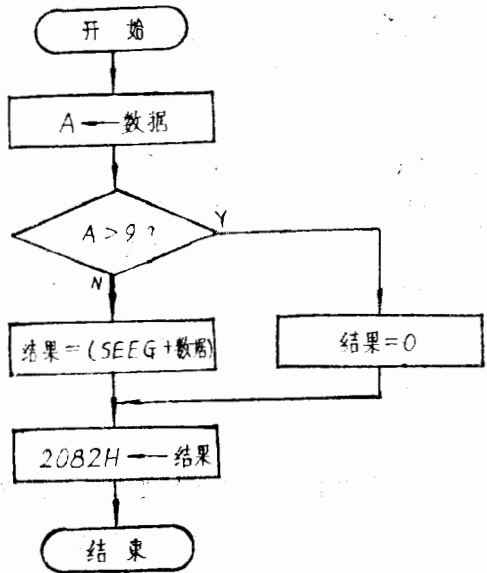 开始
A ← 数据
A > 9 ?
Y
N
结果 = (SEEG + 数据)
结果 = 0
2082H ← 结果
结束